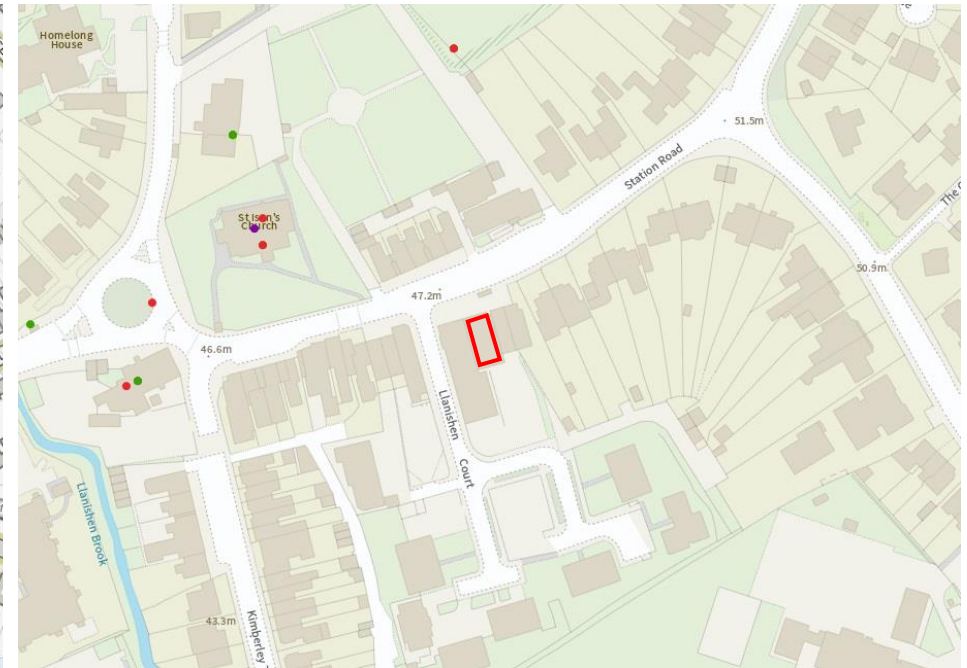 Homelong
House
51.5m
Station Road
St Isan's
Church
The
50.9m
47.2m
46.6m
Llanishen
Court
Llanishen Brook
43.3m
Kimberley